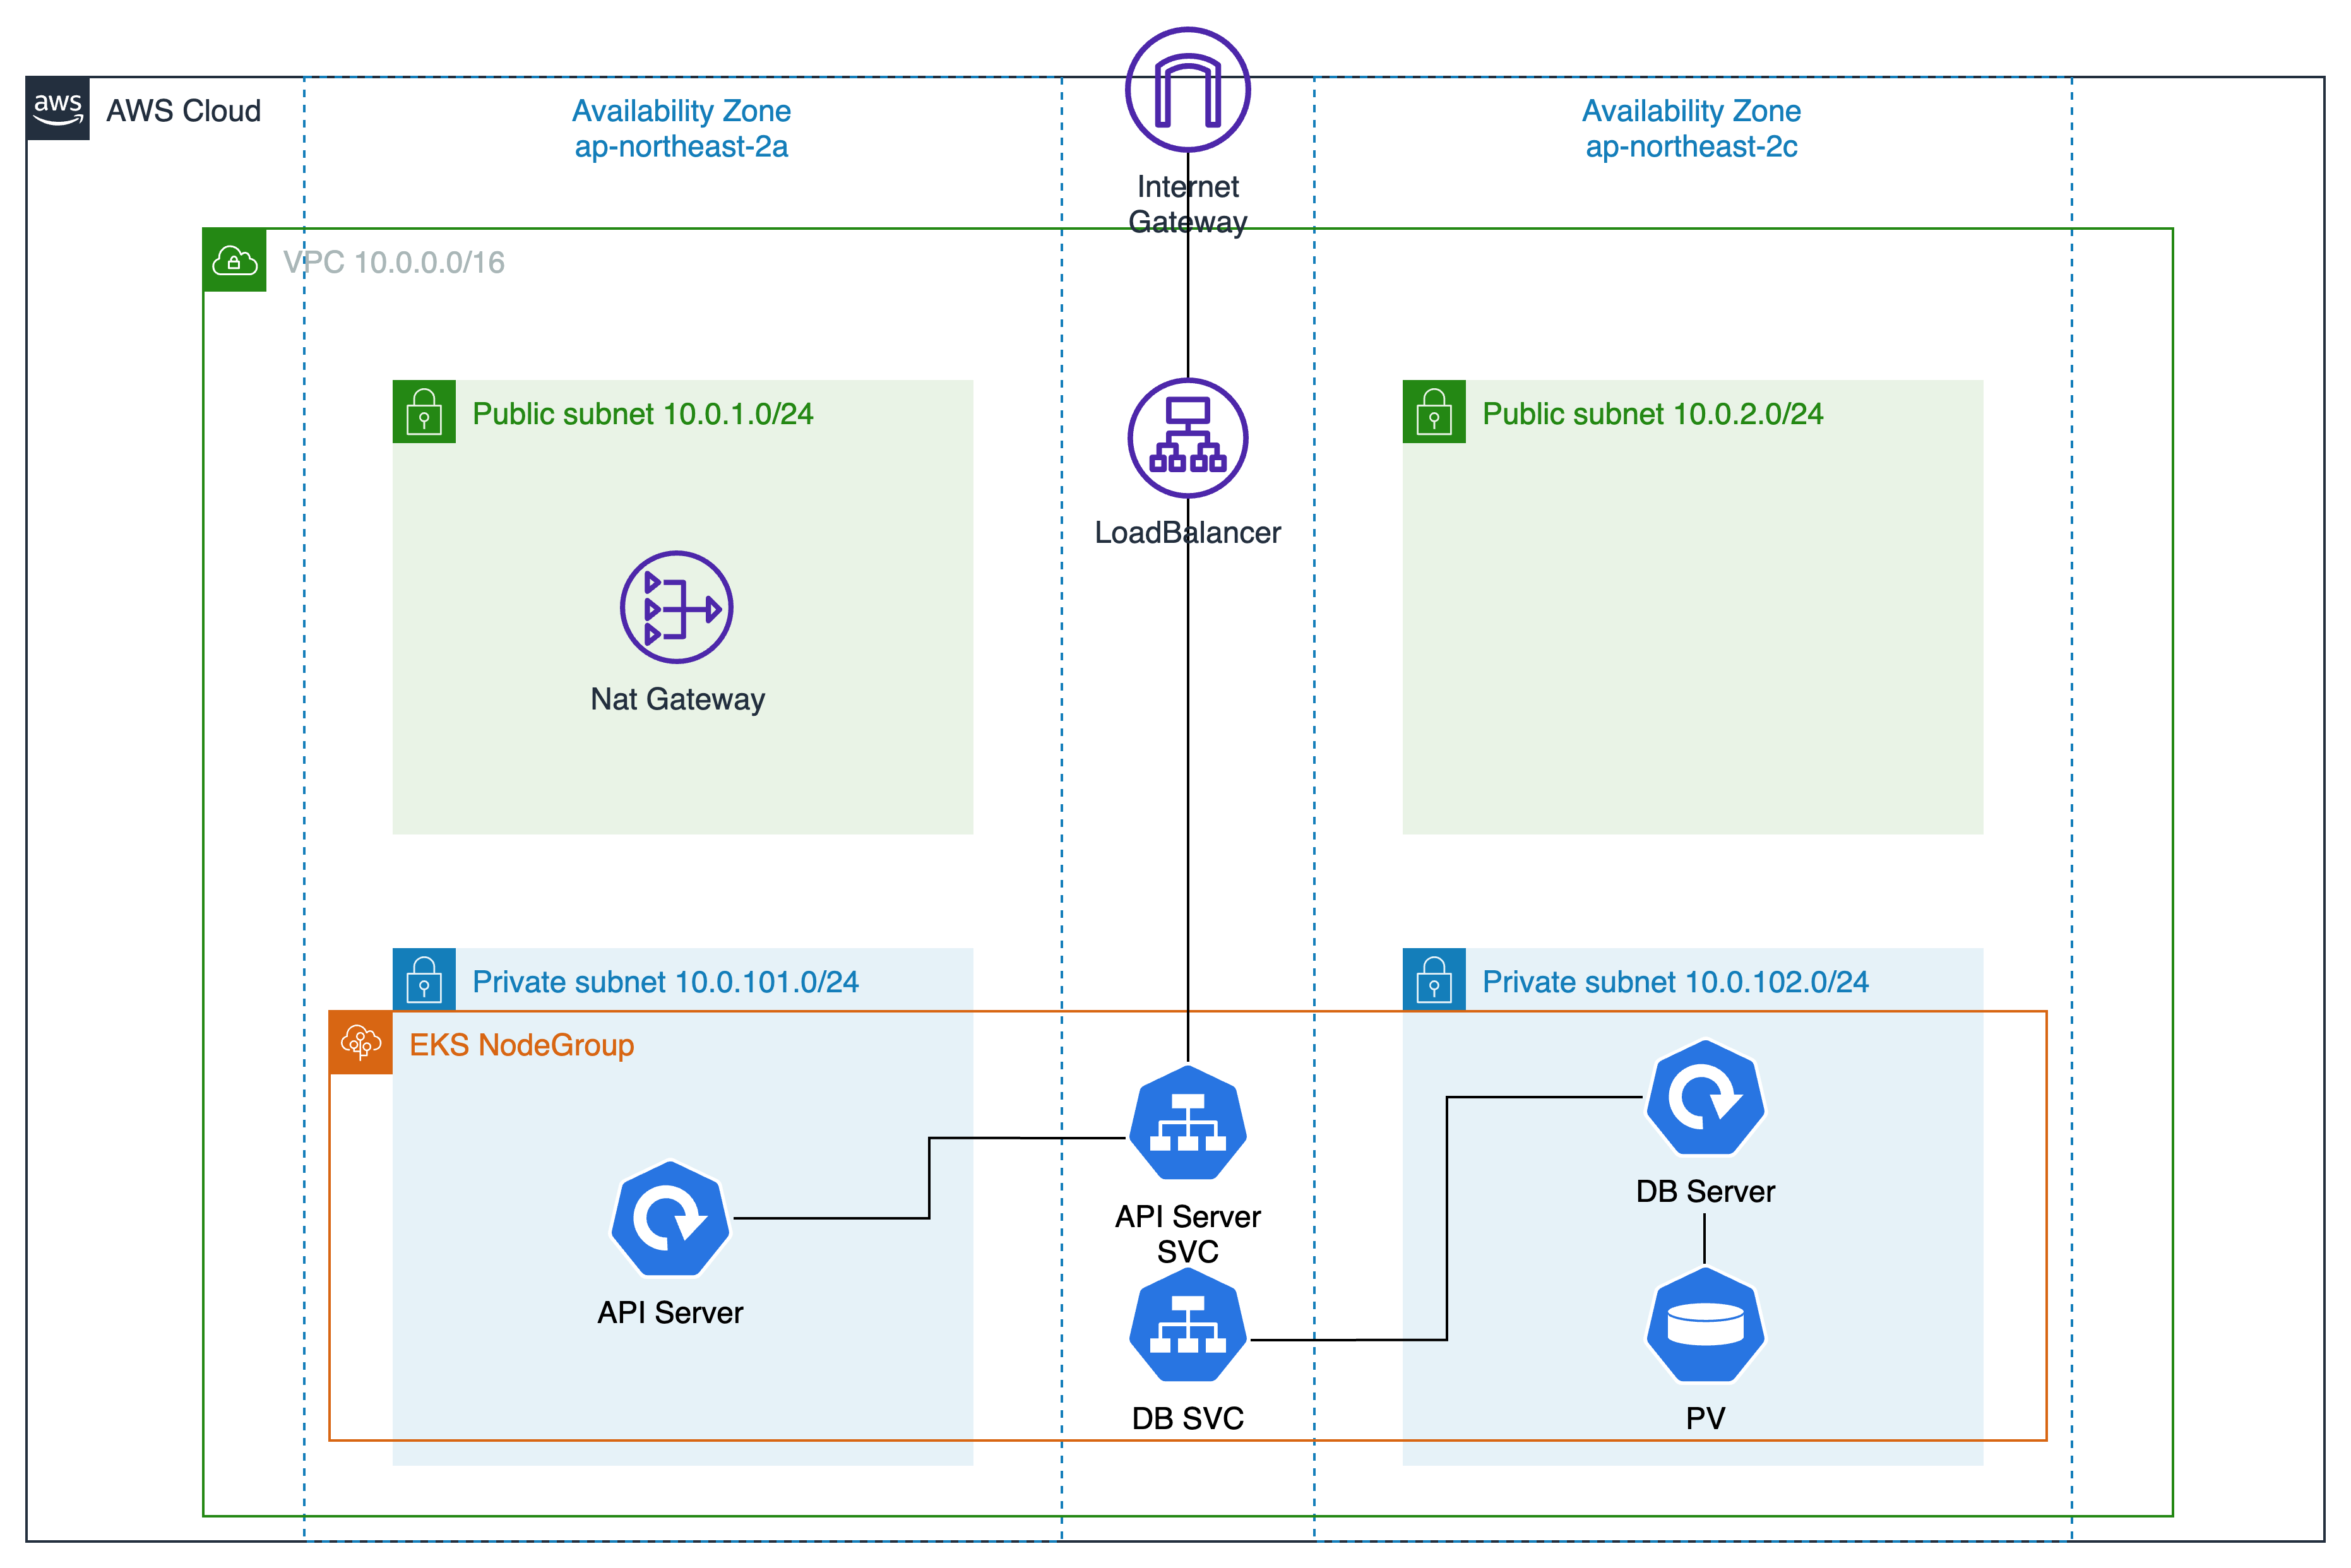 aws
AWS Cloud
Availability Zone
ap-northeast-2a
Internet
Gateway
Availability Zone
ap-northeast-2c
VPC 10.0.0.0/16
Public subnet 10.0.1.0/24
Public subnet 10.0.2.0/24
LoadBalancer
Nat Gateway
Private subnet 10.0.101.0/24
Private subnet 10.0.102.0/24
EKS NodeGroup
API Server
SVC
DB Server
API Server
DB SVC
PV